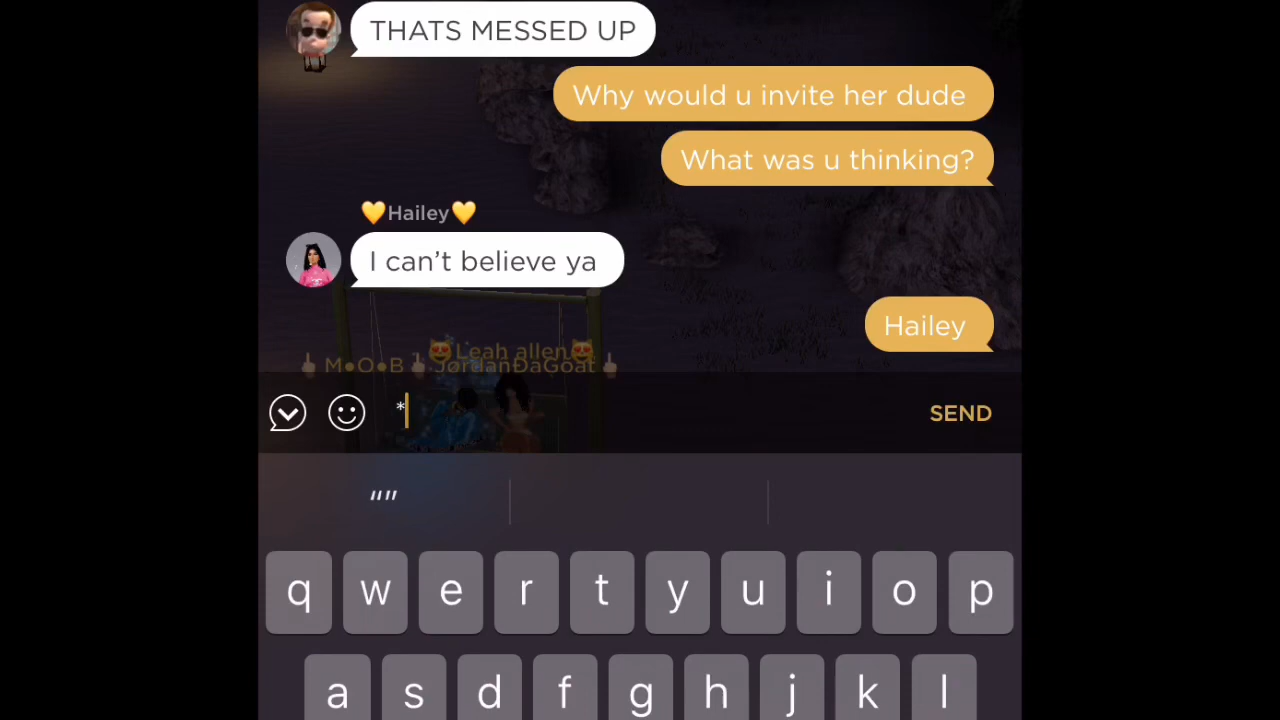 THATS MESSED UP
Why would u invite her dude
What was u thinking?
💛Hailey💛
I can't believe ya
Hailey
😻Leah allen😻
🖕🏻M●O●B🖕🏻JørdanĐaGoat🖕🏻
*
SEND
“”
q w e r t y u i o p
a s d f g h j k l